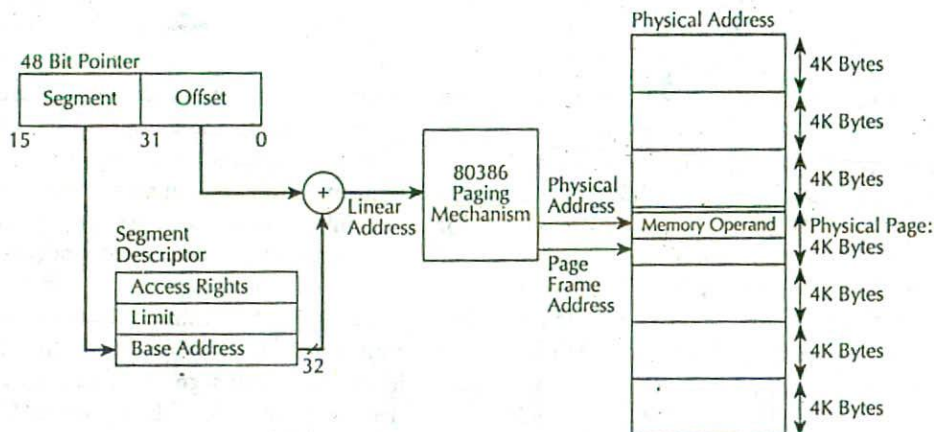 Physical Address
48 Bit Pointer
Segment
Offset
15
31
0
4K Bytes
4K Bytes
4K Bytes
80386
Paging
Mechanism
+
Linear
Address
Physical
Address
Memory Operand
Physical Page:
4K Bytes
Page
Frame
Address
Segment
Descriptor
Access Rights
Limit
Base Address
32
4K Bytes
4K Bytes
4K Bytes